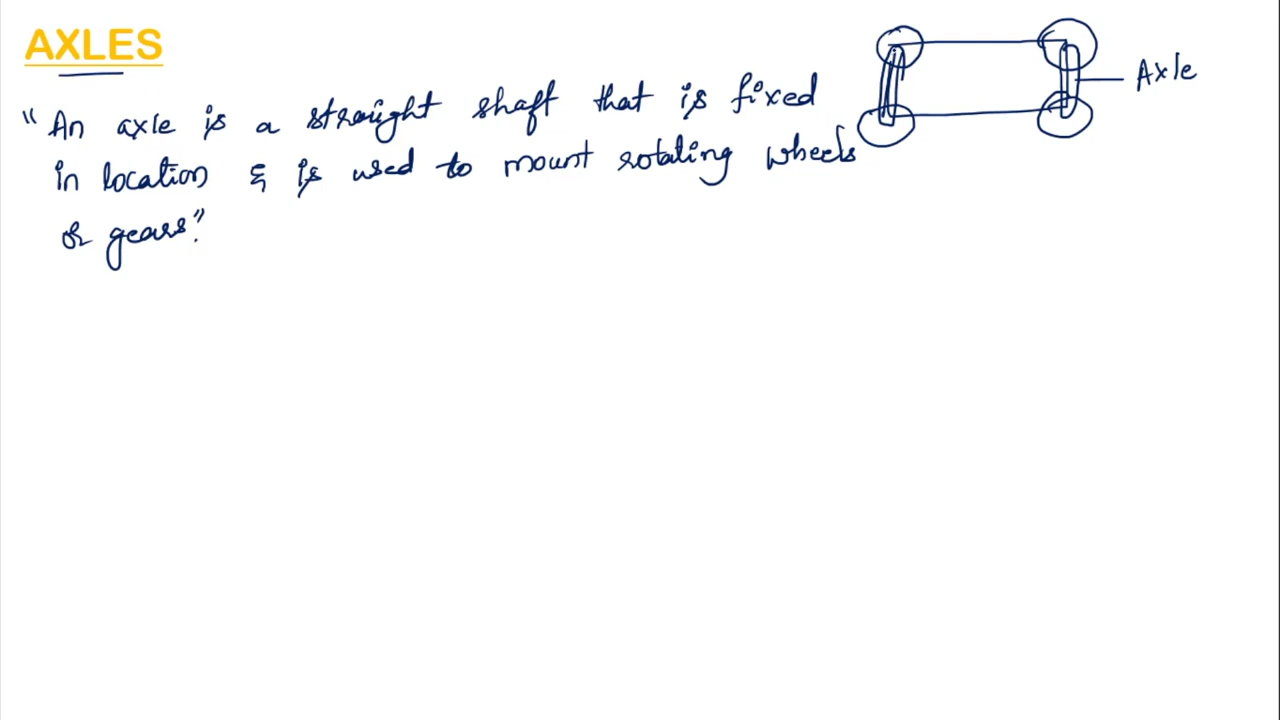 AXLES
"An axle is a straight shaft that is fixed
in location & is used to mount rotating wheels
or gears".
Axle